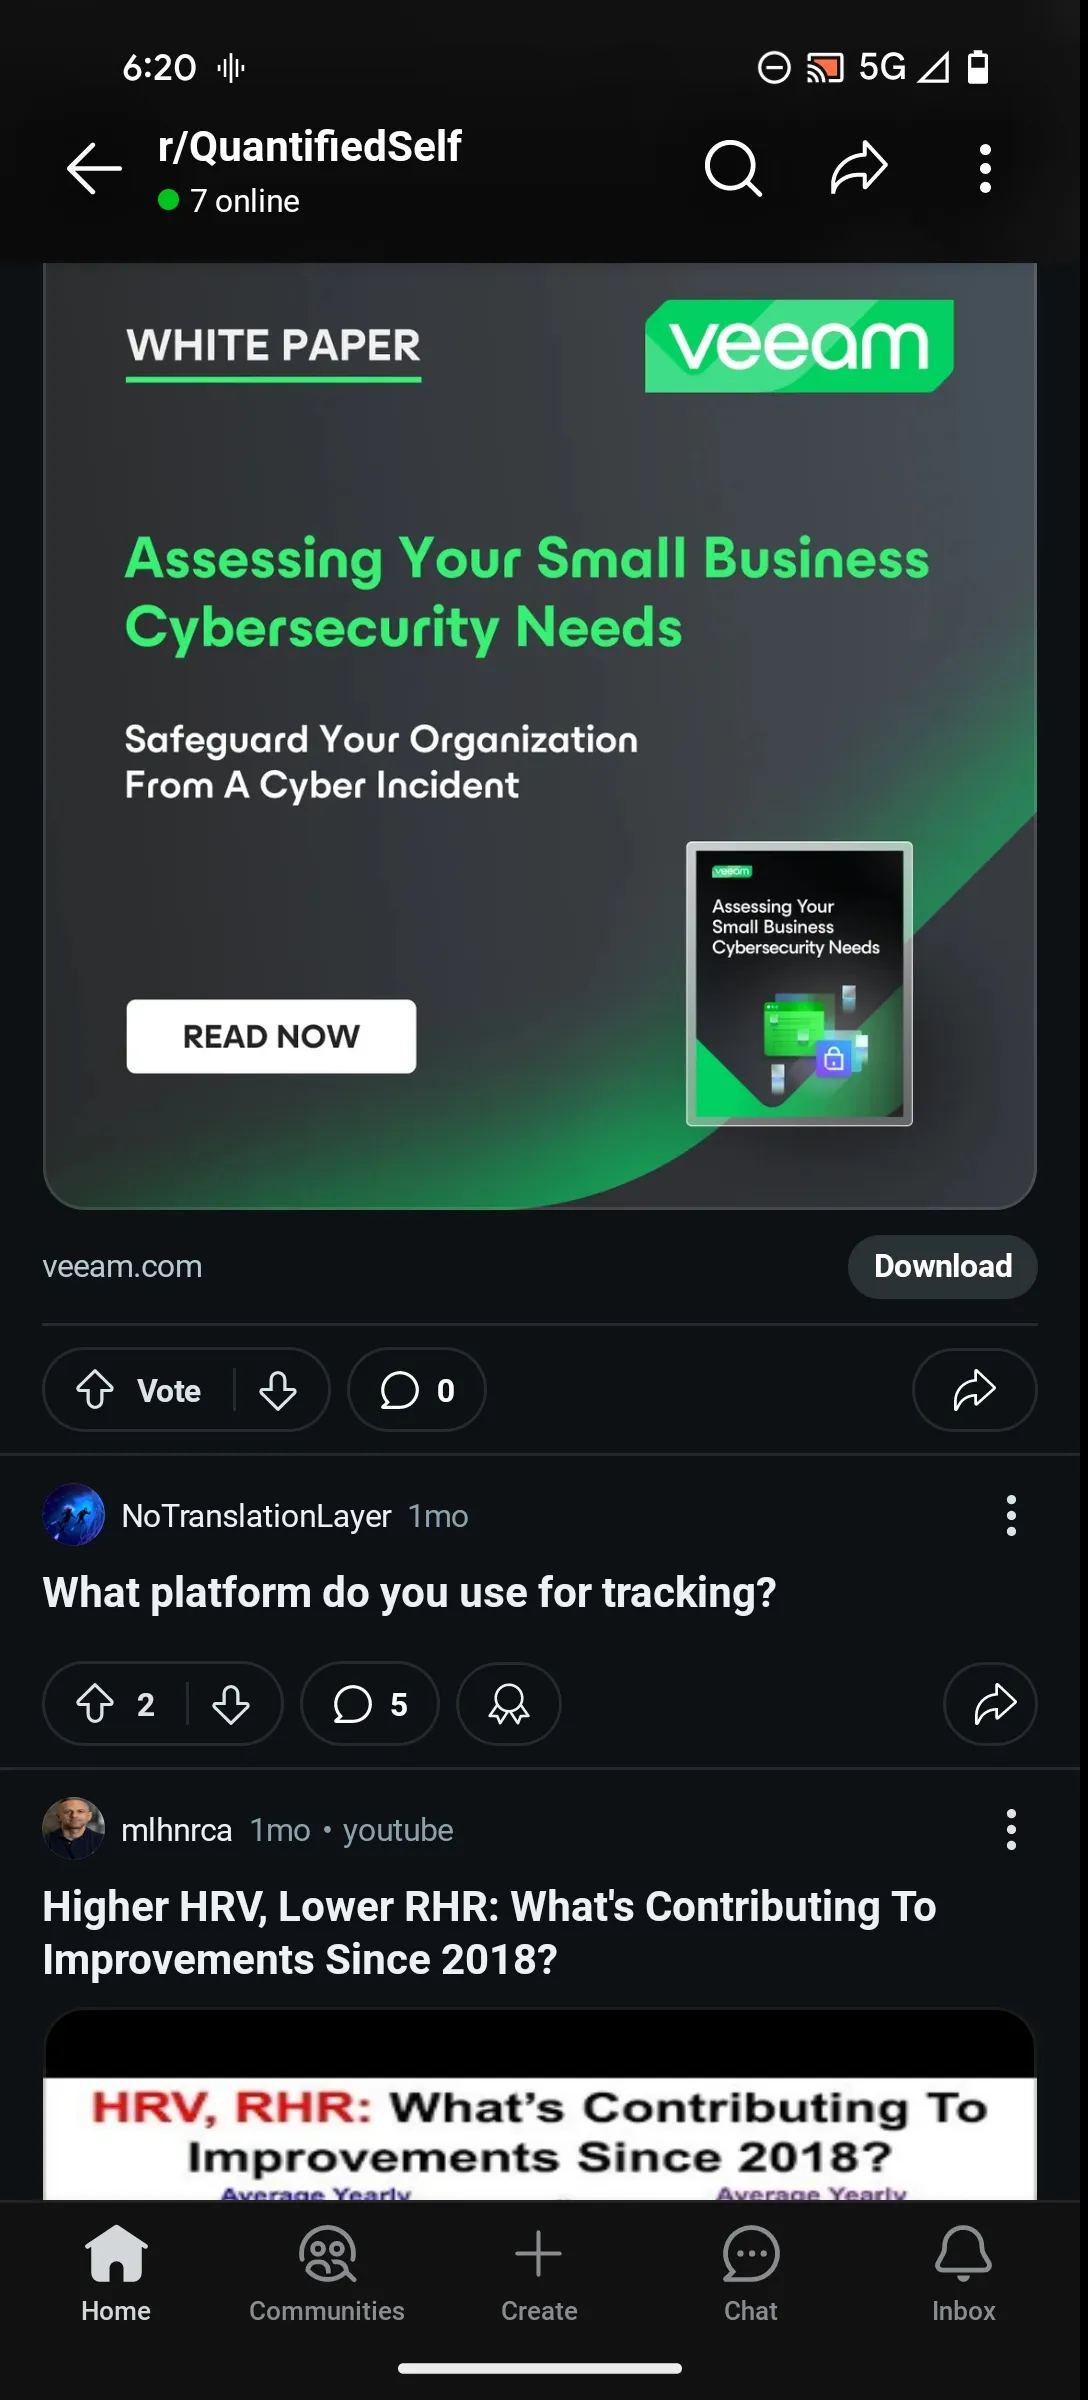 6:20
5G
r/QuantifiedSelf
7 online
WHITE PAPER
veeam
Assessing Your Small Business
Cybersecurity Needs
Safeguard Your Organization
From A Cyber Incident
veeam
Assessing Your
Small Business
Cybersecurity Needs
READ NOW
veeam.com
Download
Vote
0
NoTranslationLayer 1mo
What platform do you use for tracking?
2
5
mlhnrca 1mo • youtube
Higher HRV, Lower RHR: What's Contributing To
Improvements Since 2018?
HRV, RHR: What's Contributing To
Improvements Since 2018?
Average Yearly
Average Yearly
Home
Communities
Create
Chat
Inbox